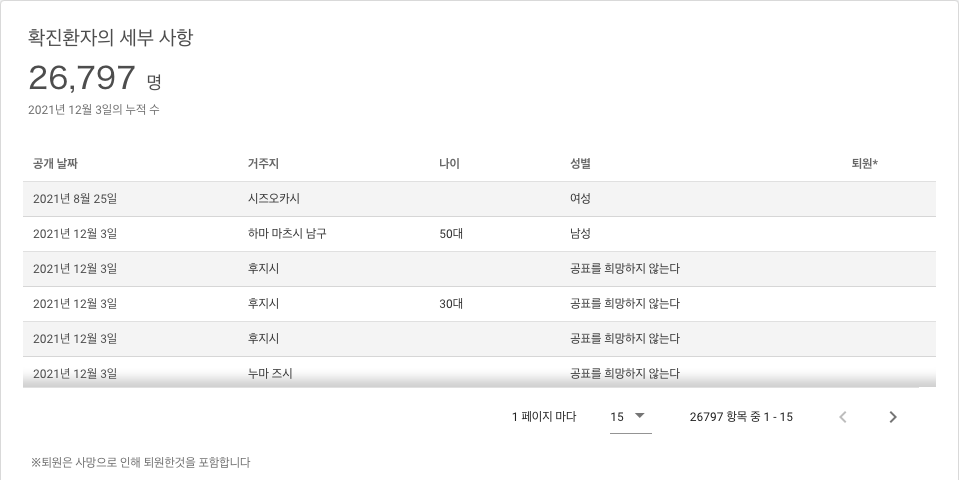 확진환자의 세부 사항
26,797 명
2021년 12월 3일의 누적 수
공개 날짜 거주지 나이 성별 퇴원*
2021년 8월 25일 시즈오카시 여성
2021년 12월 3일 하마 마츠시 남구 50대 남성
2021년 12월 3일 후지시 공표를 희망하지 않는다
2021년 12월 3일 후지시 30대 공표를 희망하지 않는다
2021년 12월 3일 후지시 공표를 희망하지 않는다
2021년 12월 3일 누마 즈시 공표를 희망하지 않는다
1 페이지 마다 15 26797 항목 중 1 - 15
※퇴원은 사망으로 인해 퇴원한것을 포함합니다